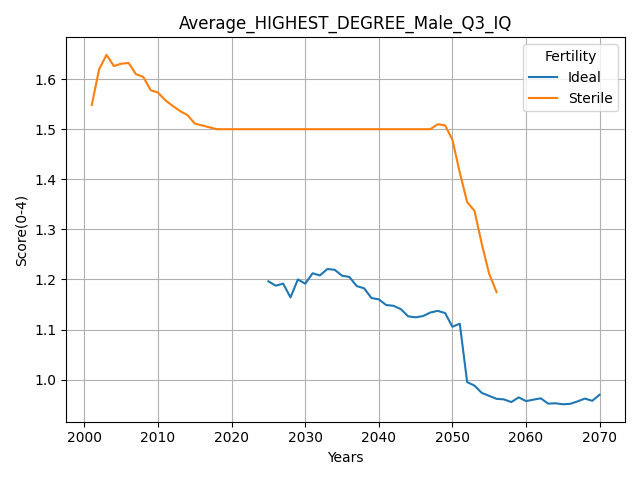 Average_HIGHEST_DEGREE_Male_Q3_IQ
Fertility
Ideal
Sterile
Score(0-4)
1.6
1.5
1.4
1.3
1.2
1.1
1.0
2000 2010 2020 2030 2040 2050 2060 2070
Years